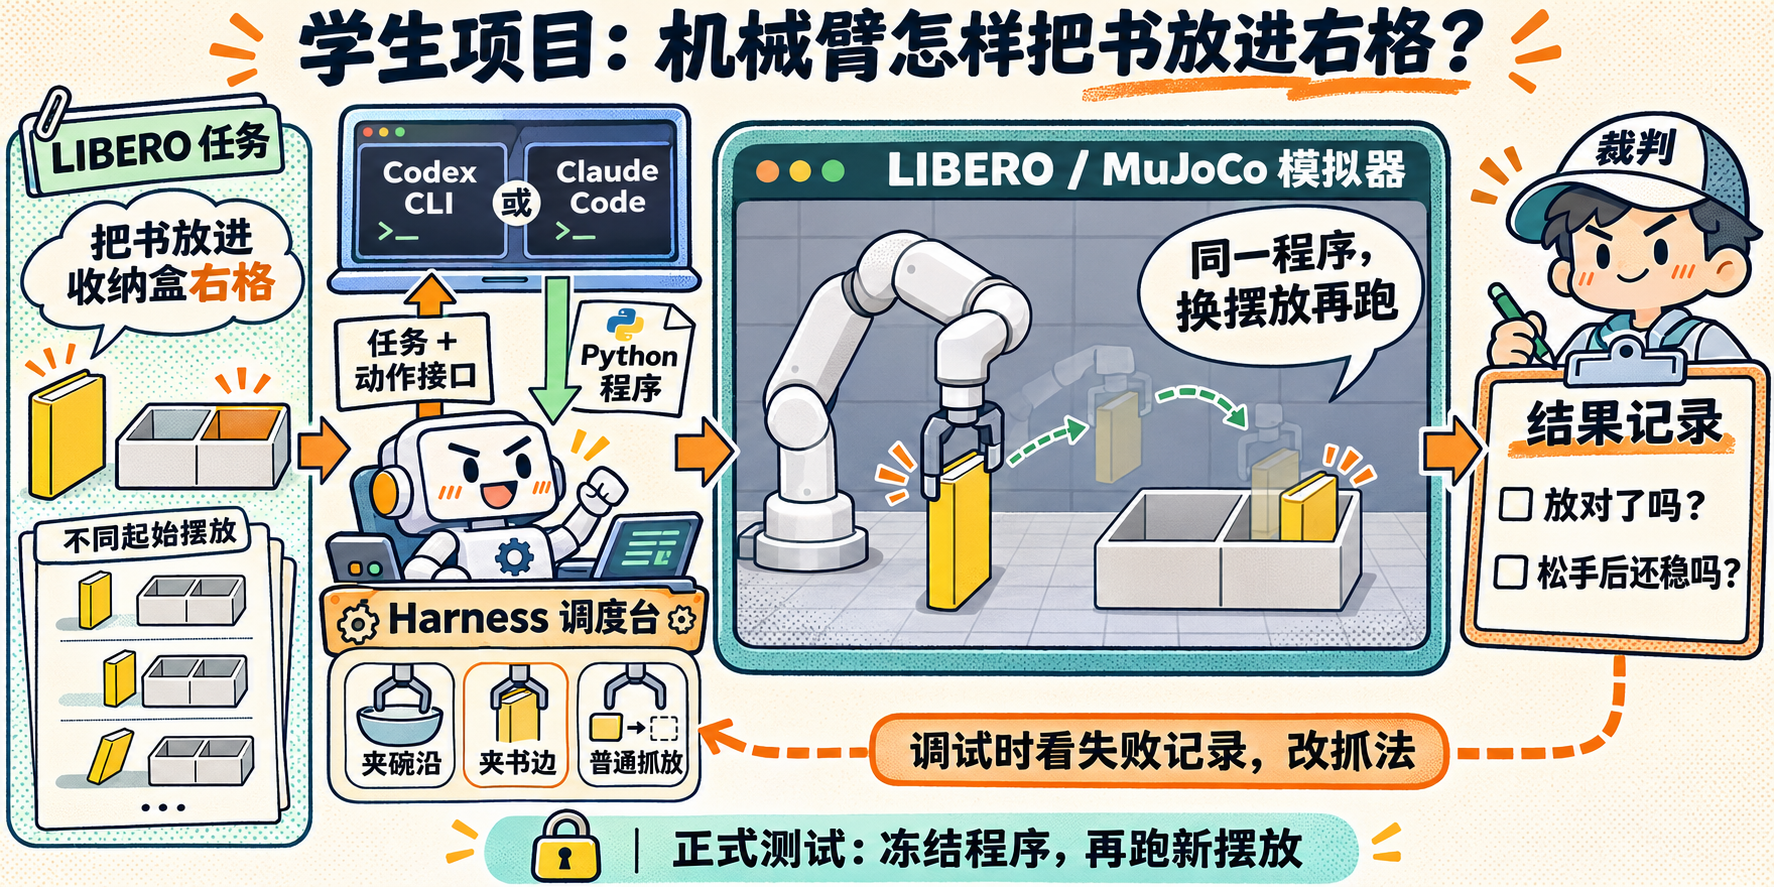 学生项目：机械臂怎样把书放进右格？
LIBERO 任务
把书放进
收纳盒右格
不同起始摆放
...
Codex
CLI
>_
或
Claude
Code
>_
任务 +
动作接口
Python
程序
Harness 调度台
夹碗沿
夹书边
普通抓放
LIBERO / MuJoCo 模拟器
同一程序，
换摆放再跑
裁判
结果记录
放对了吗？
松手后还稳吗？
调试时看失败记录，改抓法
正式测试：冻结程序，再跑新摆放